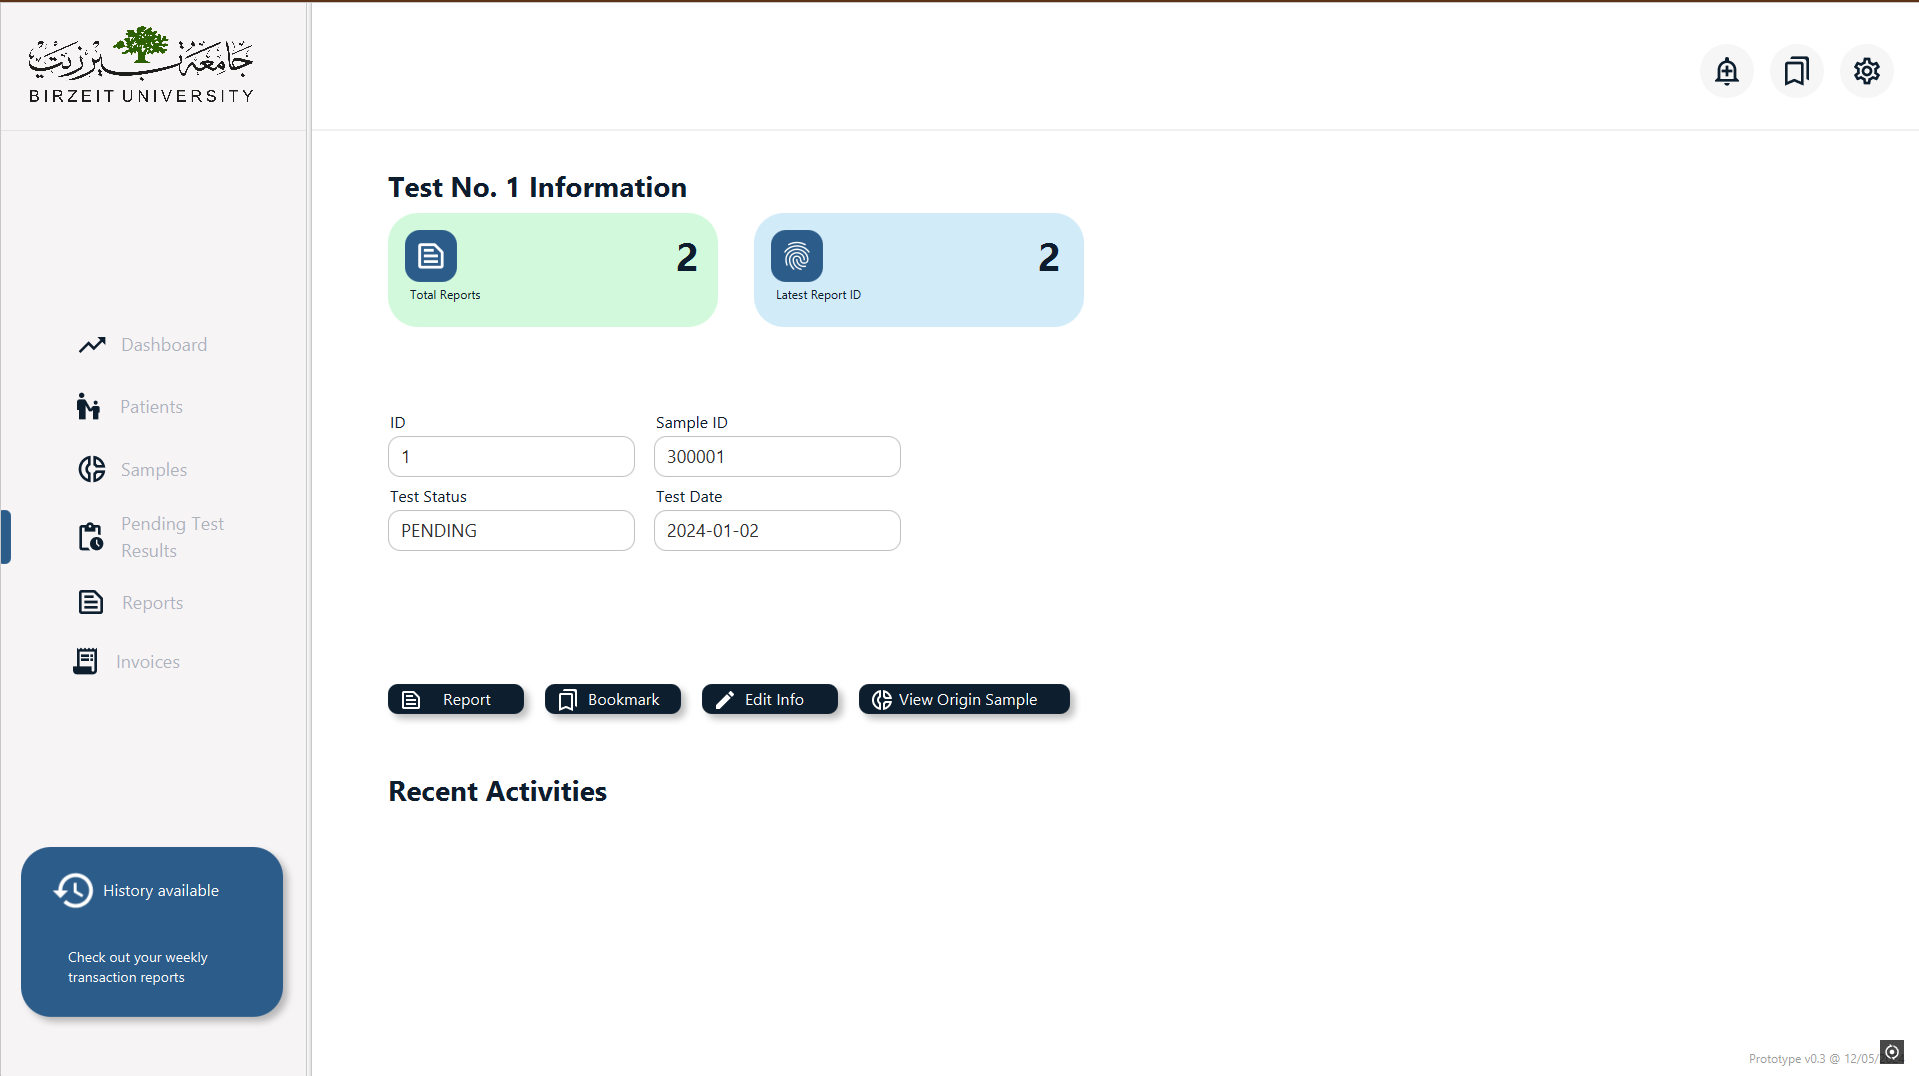 جامعة بيرزيت
BIRZEIT UNIVERSITY
Dashboard
Patients
Samples
Pending Test
Results
Reports
Invoices
History available
Check out your weekly
transaction reports
Test No. 1 Information
2
Total Reports
2
Latest Report ID
ID
Sample ID
1
300001
Test Status
Test Date
PENDING
2024-01-02
Report
Bookmark
Edit Info
View Origin Sample
Recent Activities
Prototype v0.3 @ 12/05/